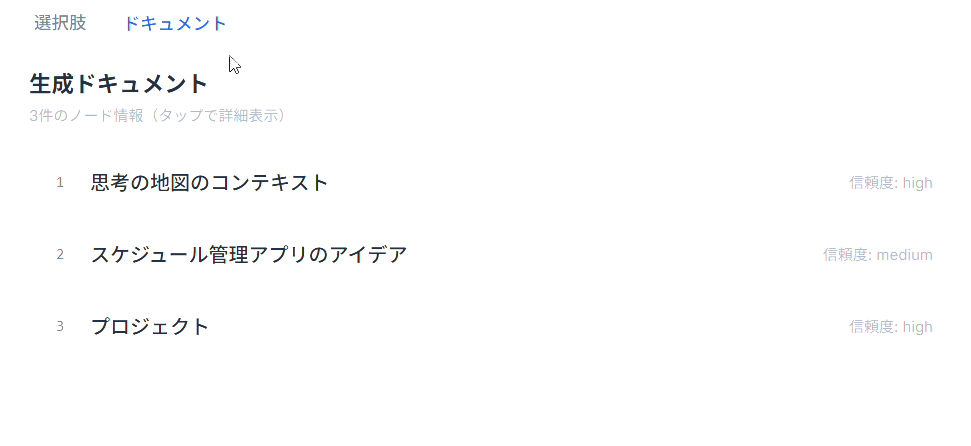 選択肢 ドキュメント
生成ドキュメント
3件のノード情報（タップで詳細表示）
1 思考の地図のコンテキスト 信頼度: high
2 スケジュール管理アプリのアイデア 信頼度: medium
3 プロジェクト 信頼度: high